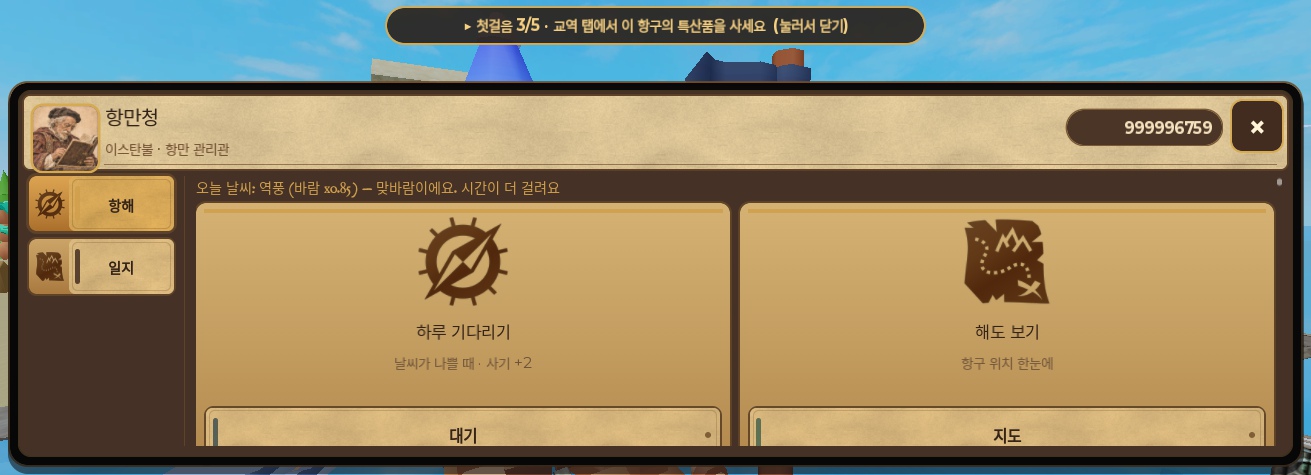 ▸ 첫걸음 3/5 · 교역 탭에서 이 항구의 특산품을 사세요 (눌러서 닫기)
항만청
이스탄불 · 항만 관리관
999996759
×
항해
일지
오늘 날씨: 역풍 (바람 x0.85) — 맞바람이에요. 시간이 더 걸려요
하루 기다리기
날씨가 나쁠 때 · 사기 +2
대기
해도 보기
항구 위치 한눈에
지도